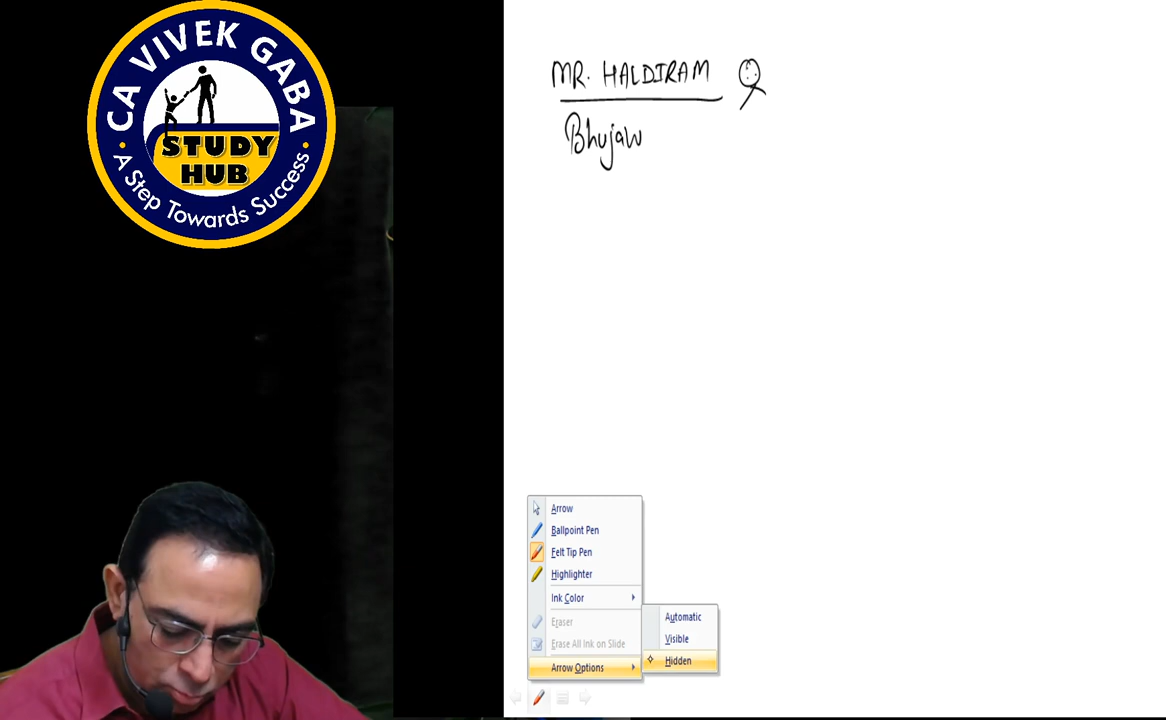 CA VIVEK GABA
STUDY
HUB
A Step Towards Success
MR. HALDIRAM
Bhujaw
Arrow
Ballpoint Pen
Felt Tip Pen
Highlighter
Ink Color
Eraser
Erase All Ink on Slide
Arrow Options
Automatic
Visible
Hidden